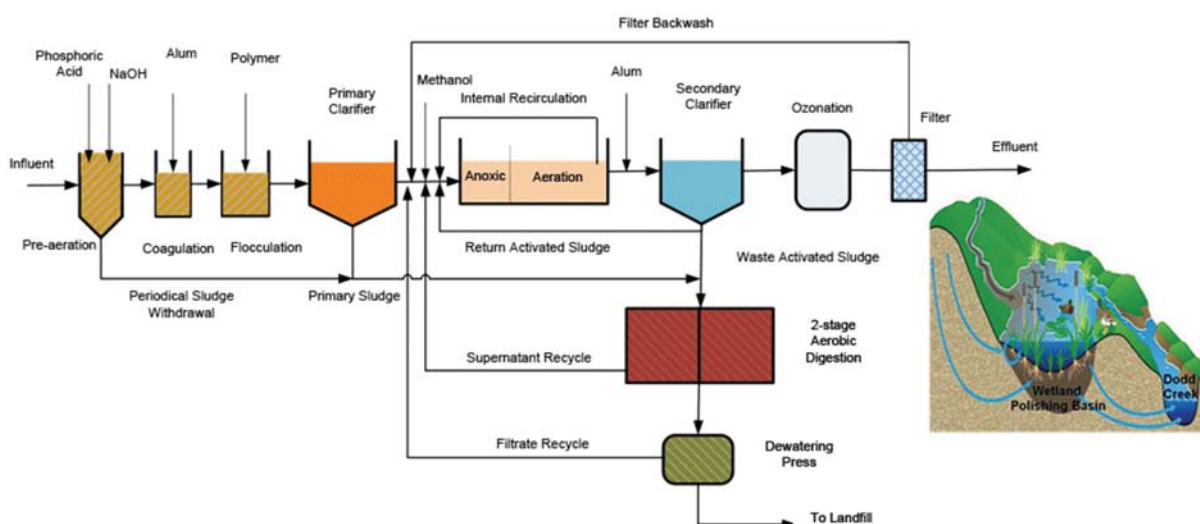 Filter Backwash
Phosphoric
Acid
NaOH
Alum
Polymer
Primary
Clarifier
Methanol
Internal Recirculation
Alum
Secondary
Clarifier
Ozonation
Filter
Influent
Effluent
Anoxic
Aeration
Pre-aeration
Coagulation
Flocculation
Return Activated Sludge
Waste Activated Sludge
Periodical Sludge
Withdrawal
Primary Sludge
2-stage
Aerobic
Digestion
Supernatant Recycle
Wetland
Polishing Basin
Dodd
Creek
Filtrate Recycle
Dewatering
Press
To Landfill